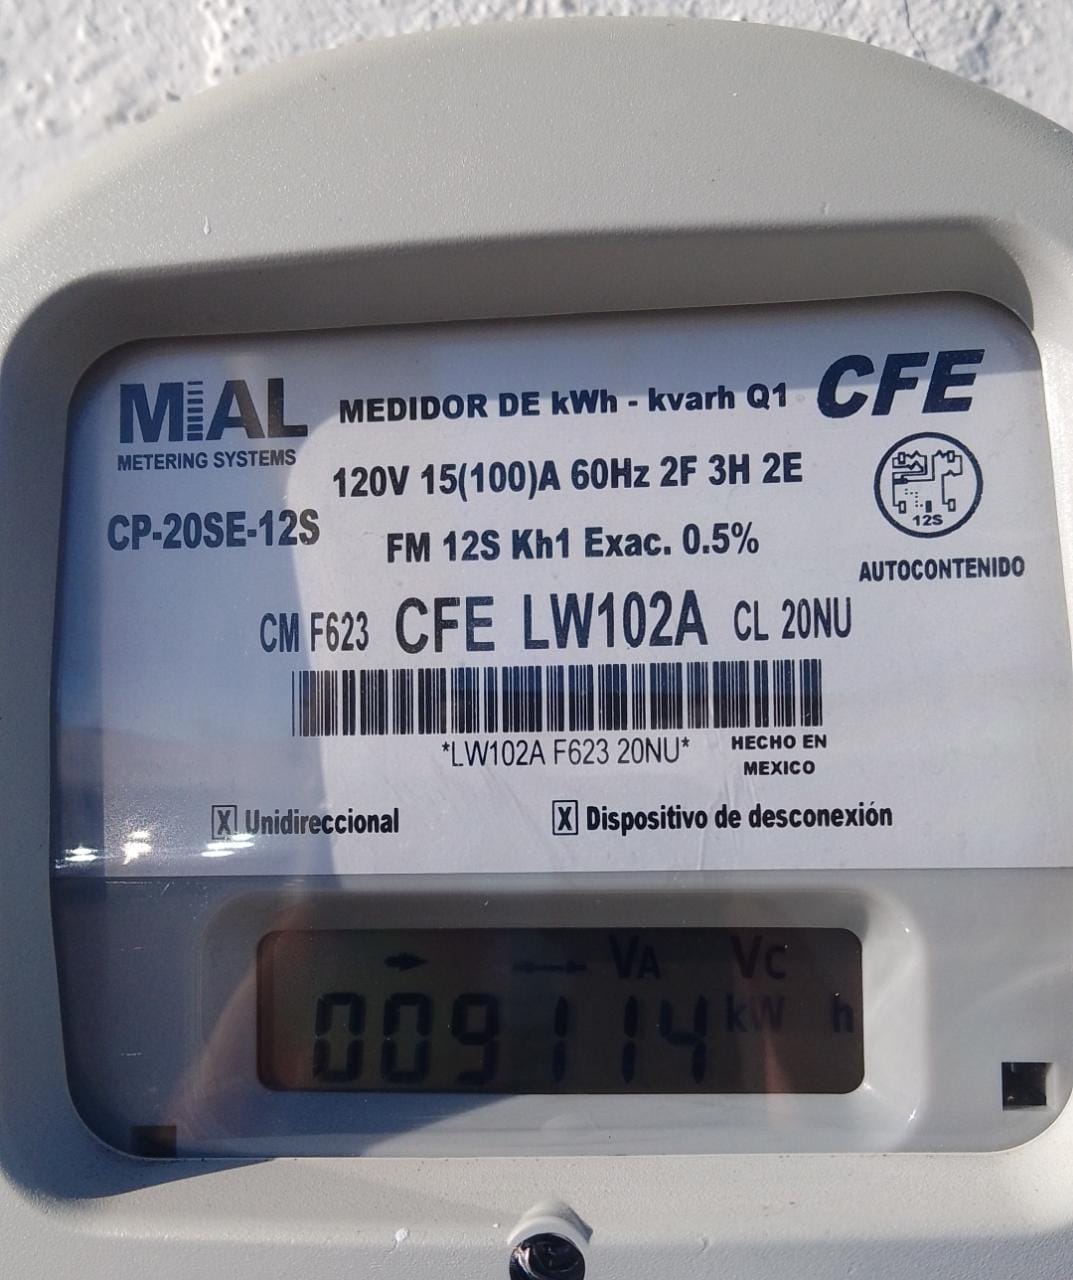 MIAL
METERING SYSTEMS
MEDIDOR DE kWh - kvarh Q1
CFE
120V 15(100)A 60Hz 2F 3H 2E
CP-20SE-12S
FM 12S Kh1 Exac. 0.5%
12S
AUTOCONTENIDO
CM F623 CFE LW102A CL 20NU
*LW102A F623 20NU*
HECHO EN
MEXICO
X Unidireccional
X Dispositivo de desconexión
VA VC
009114 kW h